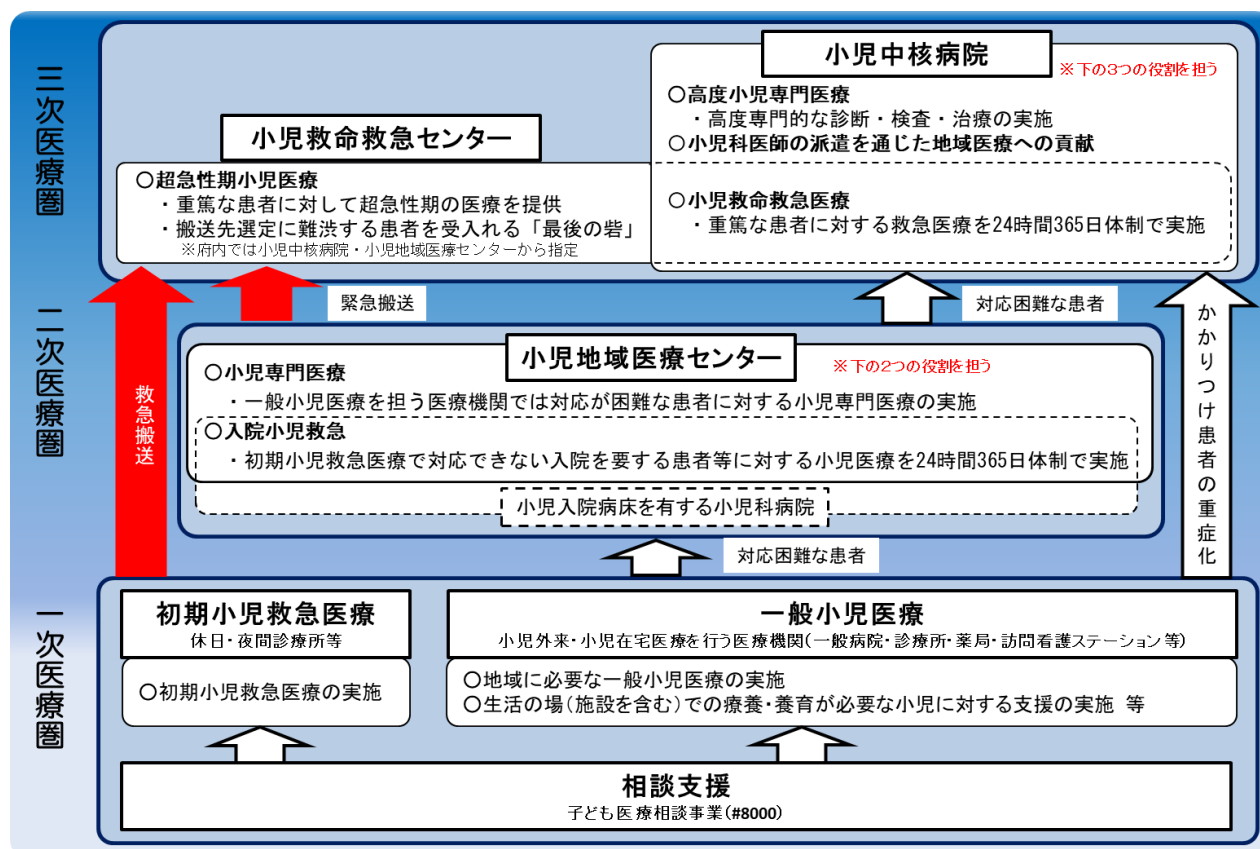 三次医療圏
小児中核病院
※下の3つの役割を担う
○高度小児専門医療
・高度専門的な診断・検査・治療の実施
○小児科医師の派遣を通じた地域医療への貢献
○小児救命救急医療
・重篤な患者に対する救急医療を24時間365日体制で実施
小児救命救急センター
○超急性期小児医療
・重篤な患者に対して超急性期の医療を提供
・搬送先選定に難渋する患者を受入れる「最後の砦」
※府内では小児中核病院・小児地域医療センターから指定
緊急搬送
対応困難な患者
かかりつけ患者の重症化
救急搬送
二次医療圏
小児地域医療センター
※下の2つの役割を担う
○小児専門医療
・一般小児医療を担う医療機関では対応が困難な患者に対する小児専門医療の実施
○入院小児救急
・初期小児救急医療で対応できない入院を要する患者等に対する小児医療を24時間365日体制で実施
小児入院病床を有する小児科病院
対応困難な患者
一次医療圏
初期小児救急医療
休日・夜間診療所等
○初期小児救急医療の実施
一般小児医療
小児外来・小児在宅医療を行う医療機関(一般病院・診療所・薬局・訪問看護ステーション等)
○地域に必要な一般小児医療の実施
○生活の場(施設を含む)での療養・養育が必要な小児に対する支援の実施 等
相談支援
子ども医療相談事業(#8000)